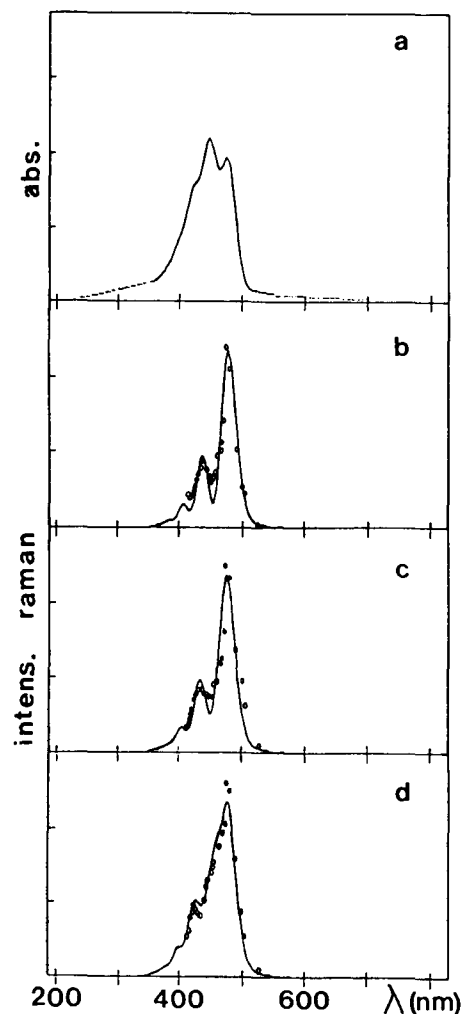 a
abs.
b
c
intens. raman
d
200 400 600 λ (nm)